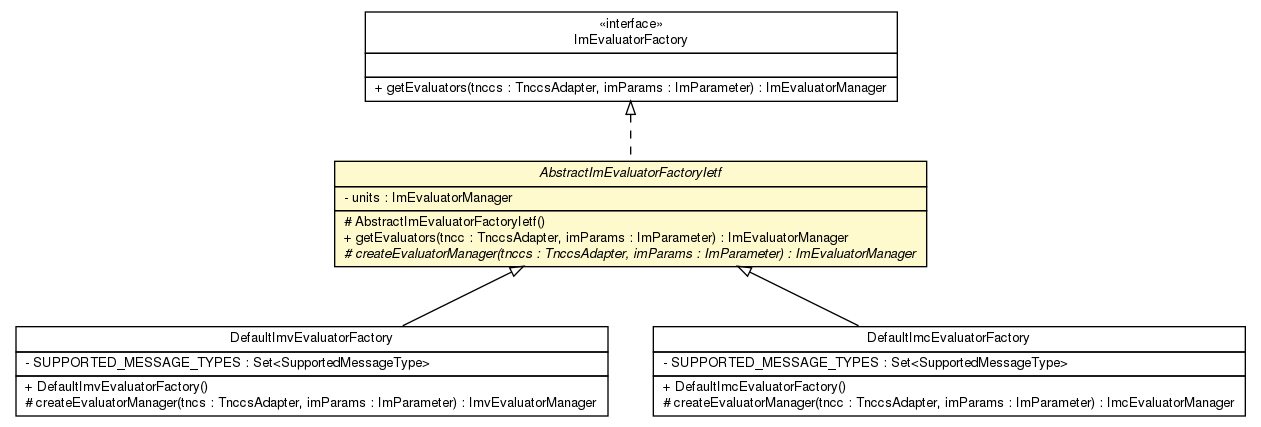 «interface»
ImEvaluatorFactory
+ getEvaluators(tnccs : TnccsAdapter, imParams : ImParameter) : ImEvaluatorManager
AbstractImEvaluatorFactoryIetf
- units : ImEvaluatorManager
# AbstractImEvaluatorFactoryIetf()
+ getEvaluators(tncc : TnccsAdapter, imParams : ImParameter) : ImEvaluatorManager
# createEvaluatorManager(tnccs : TnccsAdapter, imParams : ImParameter) : ImEvaluatorManager
DefaultImvEvaluatorFactory
- SUPPORTED_MESSAGE_TYPES : Set<SupportedMessageType>
+ DefaultImvEvaluatorFactory()
# createEvaluatorManager(tncs : TnccsAdapter, imParams : ImParameter) : ImvEvaluatorManager
DefaultImcEvaluatorFactory
- SUPPORTED_MESSAGE_TYPES : Set<SupportedMessageType>
+ DefaultImcEvaluatorFactory()
# createEvaluatorManager(tncc : TnccsAdapter, imParams : ImParameter) : ImcEvaluatorManager